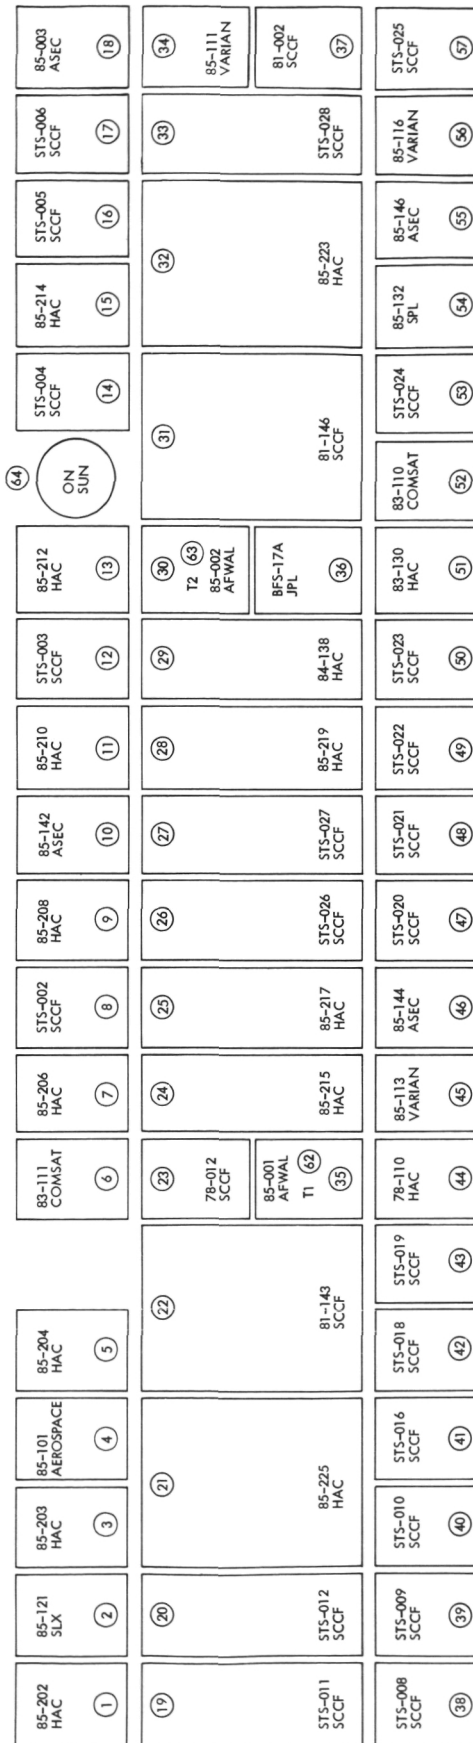 85-202
HAC
1
85-121
SLX
2
85-203
HAC
3
85-101
AEROSPACE
4
85-204
HAC
5
83-111
COMSAT
6
85-206
HAC
7
STS-002
SCCF
8
85-208
HAC
9
85-142
ASEC
10
85-210
HAC
11
STS-003
SCCF
12
85-212
HAC
13
64
ON
SUN
STS-004
SCCF
14
85-214
HAC
15
STS-005
SCCF
16
STS-006
SCCF
17
85-003
ASEC
18
19
STS-011
SCCF
20
STS-012
SCCF
21
85-225
HAC
22
81-143
SCCF
23
78-012
SCCF
85-001
AFWAL
T1 62
35
24
85-215
HAC
25
85-217
HAC
26
STS-026
SCCF
27
STS-027
SCCF
28
85-219
HAC
29
84-138
HAC
30
T2 63
85-002
AFWAL
BFS-17A
JPL
36
31
81-146
SCCF
32
85-223
HAC
33
STS-028
SCCF
34
85-111
VARIAN
81-002
SCCF
37
STS-008
SCCF
38
STS-009
SCCF
39
STS-010
SCCF
40
STS-016
SCCF
41
STS-018
SCCF
42
STS-019
SCCF
43
78-110
HAC
44
85-113
VARIAN
45
85-144
ASEC
46
STS-020
SCCF
47
STS-021
SCCF
48
STS-022
SCCF
49
STS-023
SCCF
50
83-130
HAC
51
83-110
COMSAT
52
STS-024
SCCF
53
85-132
SPL
54
85-146
ASEC
55
85-116
VARIAN
56
STS-025
SCCF
57